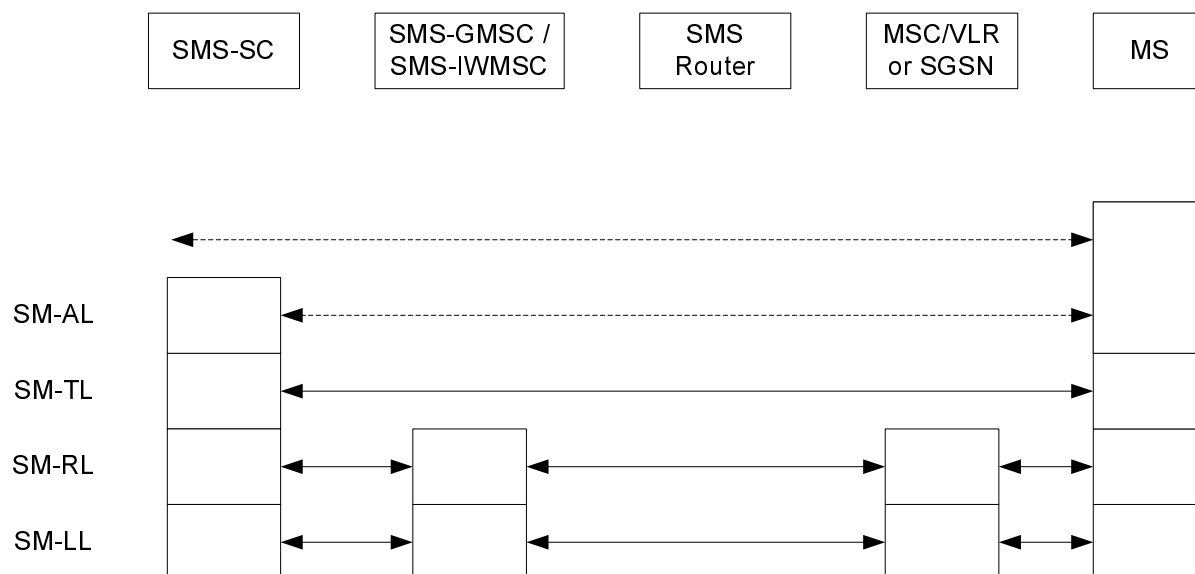 SMS-SC
SMS-GMSC /
SMS-IWMSC
SMS
Router
MSC/VLR
or SGSN
MS
SM-AL
SM-TL
SM-RL
SM-LL